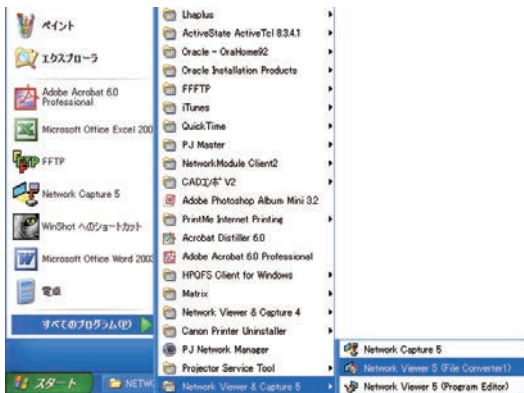 ペイント
エクスプローラ
Adobe Acrobat 6.0
Professional
Microsoft Office Excel 200
FFTP
Network Capture 5
WinShot へのショートカット
Microsoft Office Word 2003
電卓
すべてのプログラム(P)
スタート
NETW
Lhaplus
ActiveState ActiveTcl 8.3.4.1
Oracle - OraHome92
Oracle Installation Products
FFFTP
iTunes
QuickTime
PJ Master
NetworkModule Client2
CADエンボ V2
Adobe Photoshop Album Mini 3.2
PrintMe Internet Printing
Acrobat Distiller 6.0
Adobe Acrobat 6.0 Professional
HPQFS Client for Windows
Matrix
Network Viewer & Capture 4
Canon Printer Uninstaller
PJ Network Manager
Projector Service Tool
Network Viewer & Capture 5
Network Capture 5
Network Viewer 5 (File Converter1)
Network Viewer 5 (Program Editor)